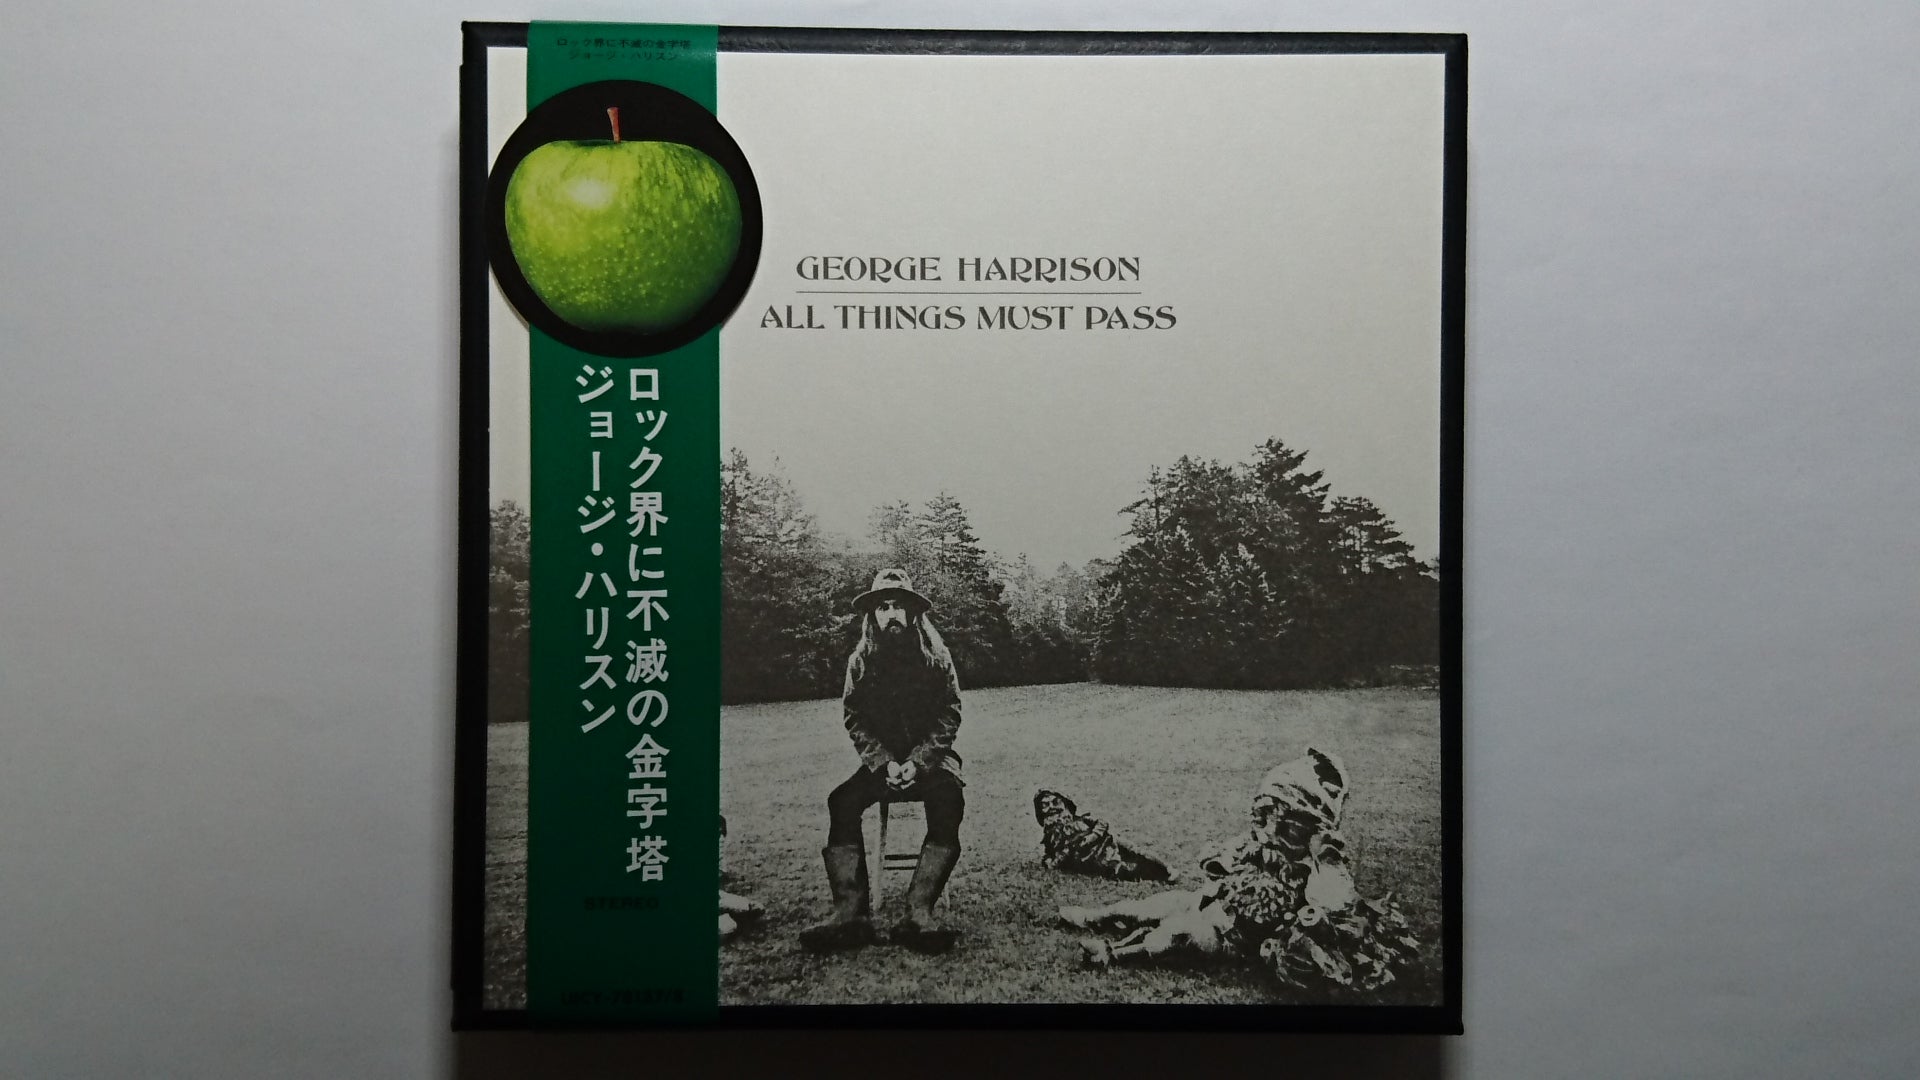 ロック界に不滅の金字塔
ジョージ・ハリスン
GEORGE HARRISON
ALL THINGS MUST PASS
ロック界に不滅の金字塔
ジョージ・ハリスン
STEREO